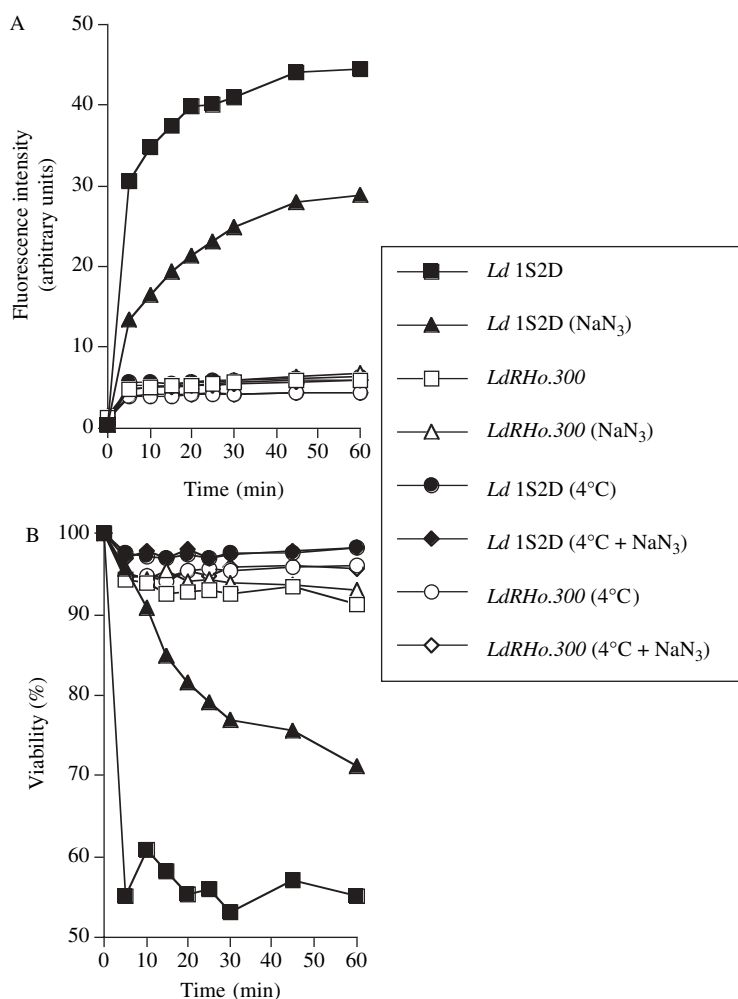 A
50
40
30
20
10
0
Fluorescence intensity
(arbitrary units)
0 10 20 30 40 50 60
Time (min)
B
100
90
80
70
60
50
Viability (%)
0 10 20 30 40 50 60
Time (min)
Ld 1S2D
Ld 1S2D (NaN₃)
LdRHo.300
LdRHo.300 (NaN₃)
Ld 1S2D (4°C)
Ld 1S2D (4°C + NaN₃)
LdRHo.300 (4°C)
LdRHo.300 (4°C + NaN₃)